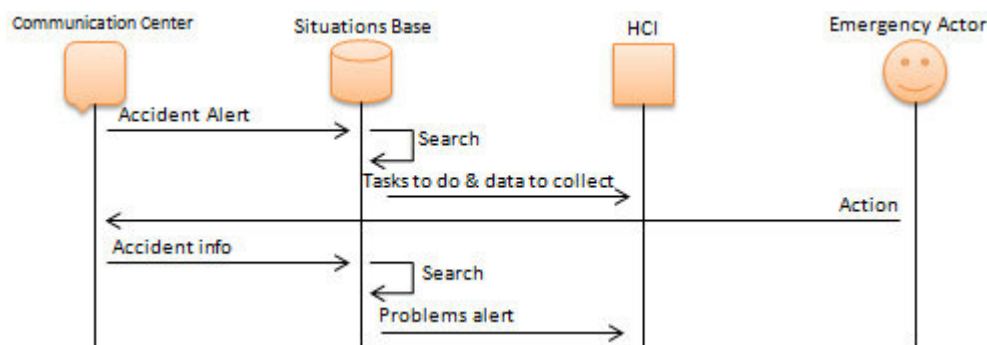 Communication Center
Situations Base
HCI
Emergency Actor
Accident Alert
Search
Tasks to do & data to collect
Action
Accident info
Search
Problems alert